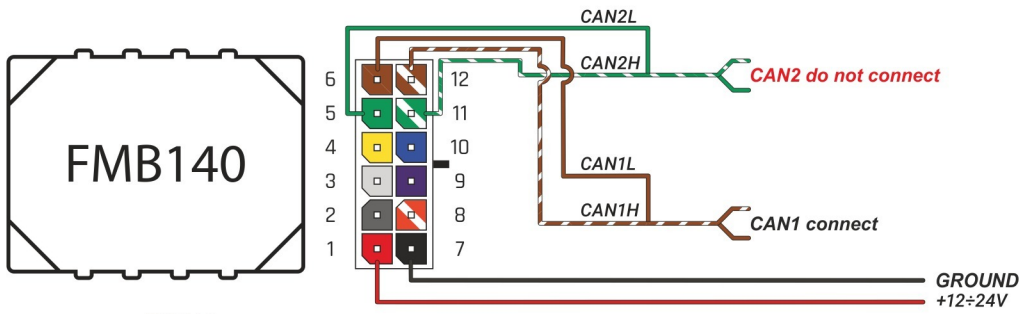 CAN2L
CAN2H
CAN2 do not connect
FMB140
6 12
5 11
4 10
3 9
2 8
1 7
CAN1L
CAN1H
CAN1 connect
GROUND
+12÷24V